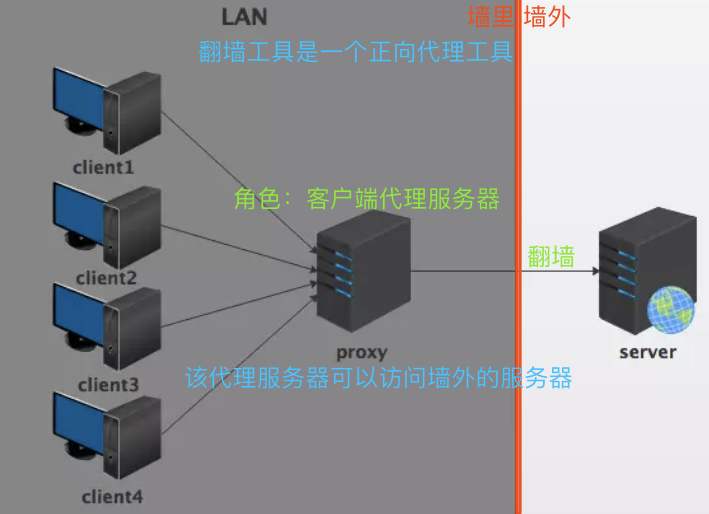 LAN
墙里 墙外
翻墙工具是一个正向代理工具
client1
角色：客户端代理服务器
client2
翻墙
proxy
server
client3
该代理服务器可以访问墙外的服务器
client4